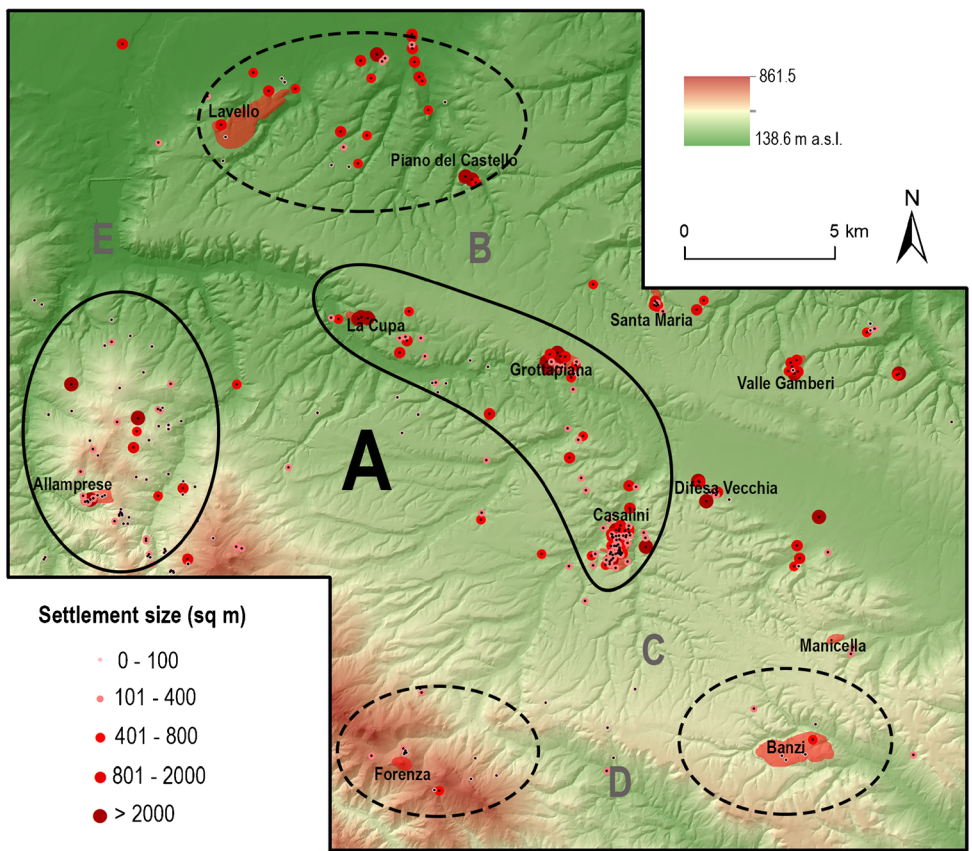 861.5
138.6 m a.s.l.
Lavello
Piano del Castello
N
0 5 km
E
B
La Cupa
Santa Maria
Grottapiana
Valle Gamberi
A
Allamprese
Difesa Vecchia
Casalini
Settlement size (sq m)
0 - 100
101 - 400
401 - 800
801 - 2000
> 2000
C
Manicella
Banzi
Forenza
D